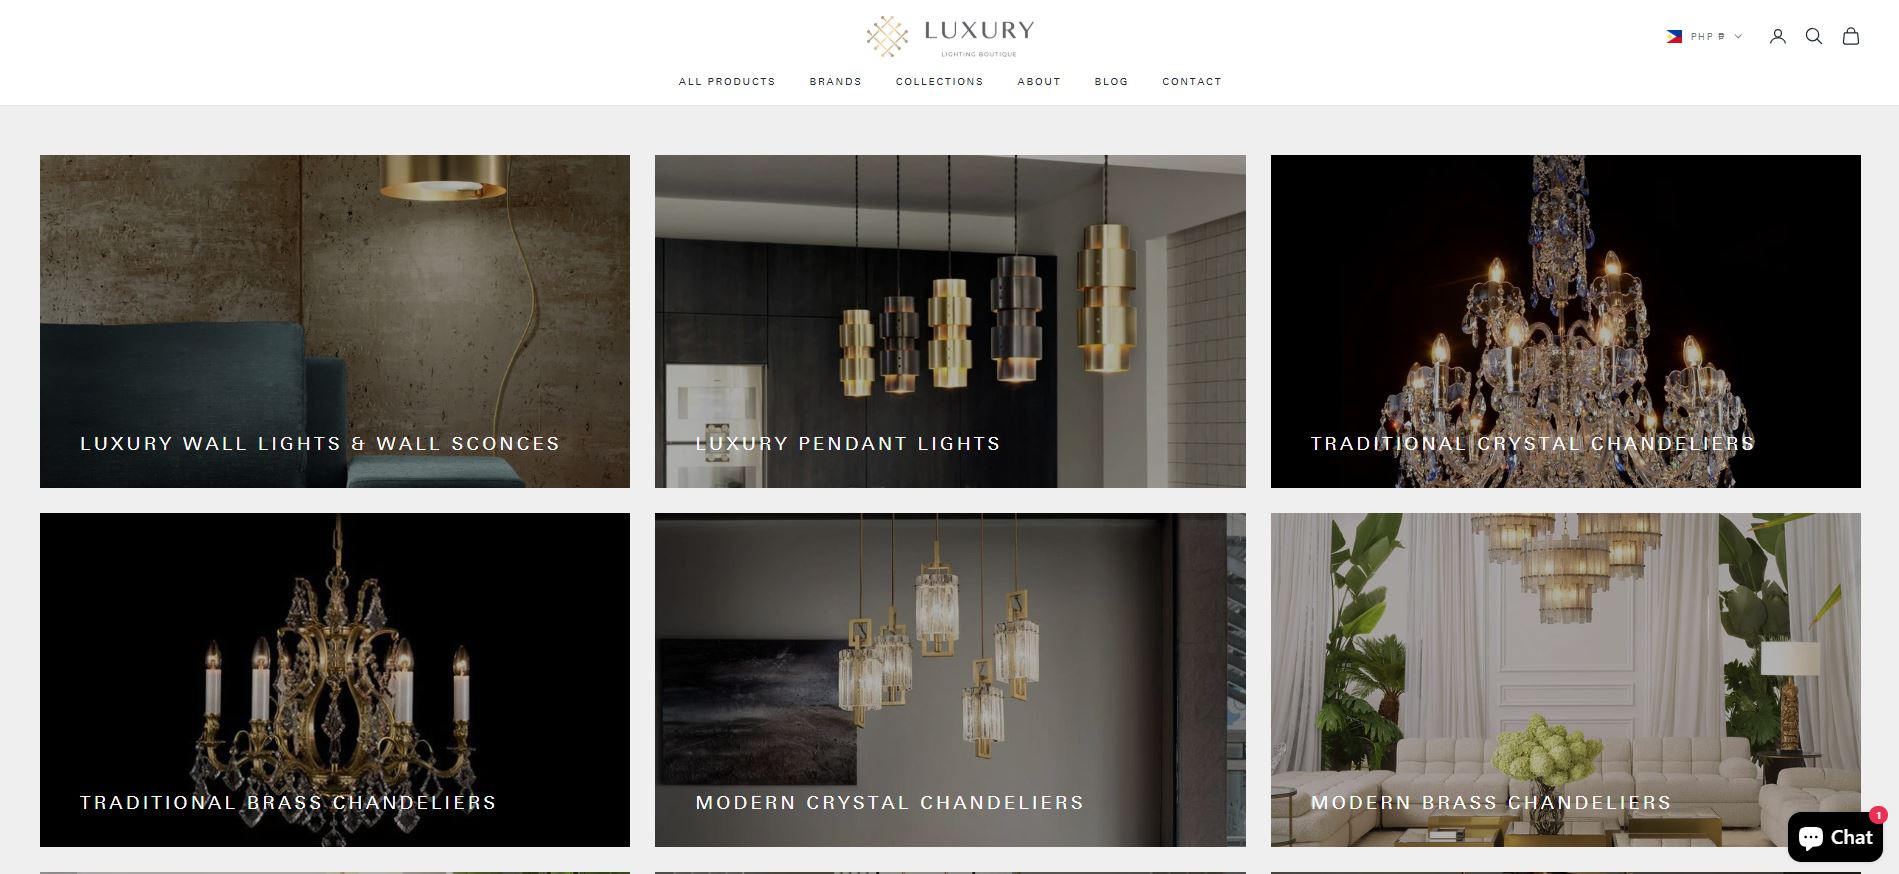 LUXURY
LIGHTING BOUTIQUE
PHP ₱
ALL PRODUCTS BRANDS COLLECTIONS ABOUT BLOG CONTACT
LUXURY WALL LIGHTS & WALL SCONCES
LUXURY PENDANT LIGHTS
TRADITIONAL CRYSTAL CHANDELIERS
TRADITIONAL BRASS CHANDELIERS
MODERN CRYSTAL CHANDELIERS
MODERN BRASS CHANDELIERS
1
Chat